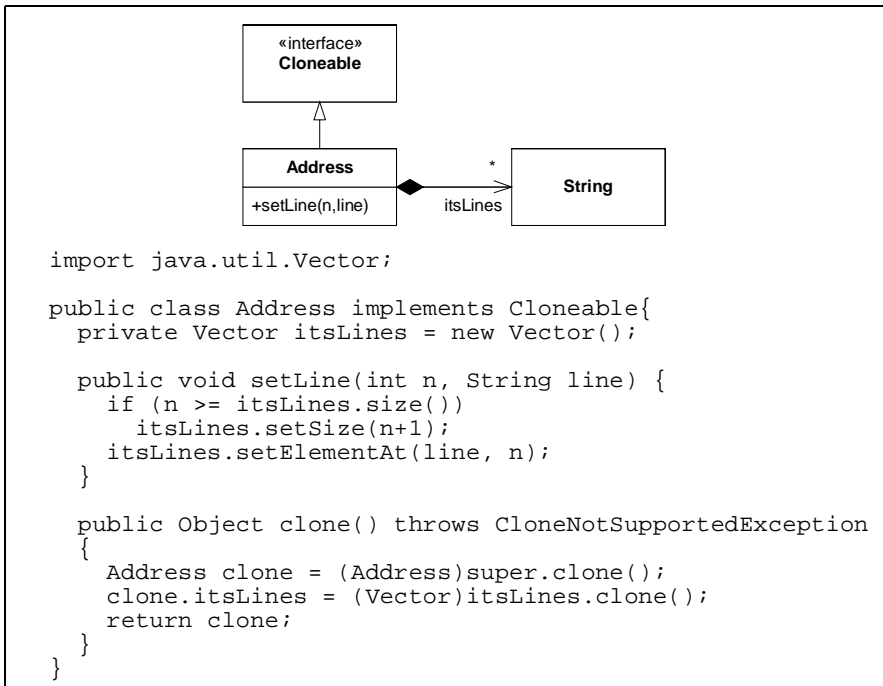 «interface»
Cloneable
Address
+setLine(n,line)
*
itsLines
String
import java.util.Vector;
public class Address implements Cloneable{
  private Vector itsLines = new Vector();
  public void setLine(int n, String line) {
    if (n >= itsLines.size())
      itsLines.setSize(n+1);
    itsLines.setElementAt(line, n);
  }
  public Object clone() throws CloneNotSupportedException
  {
    Address clone = (Address)super.clone();
    clone.itsLines = (Vector)itsLines.clone();
    return clone;
  }
}